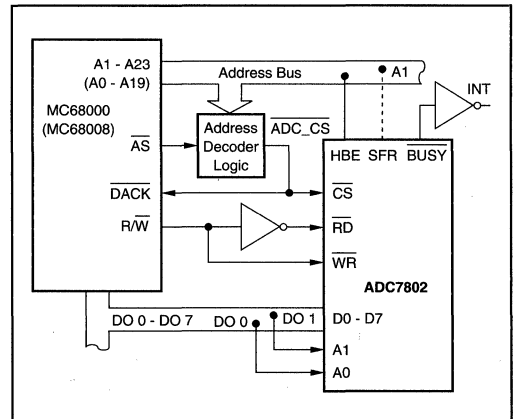 A1 - A23
(A0 - A19)
Address Bus
A1
INT
MC68000
(MC68008)
AS
Address
Decoder
Logic
ADC_CS
HBE SFR BUSY
DACK
CS
R/W
RD
WR
ADC7802
DO 0 - DO 7
DO 0
DO 1
D0 - D7
A1
A0